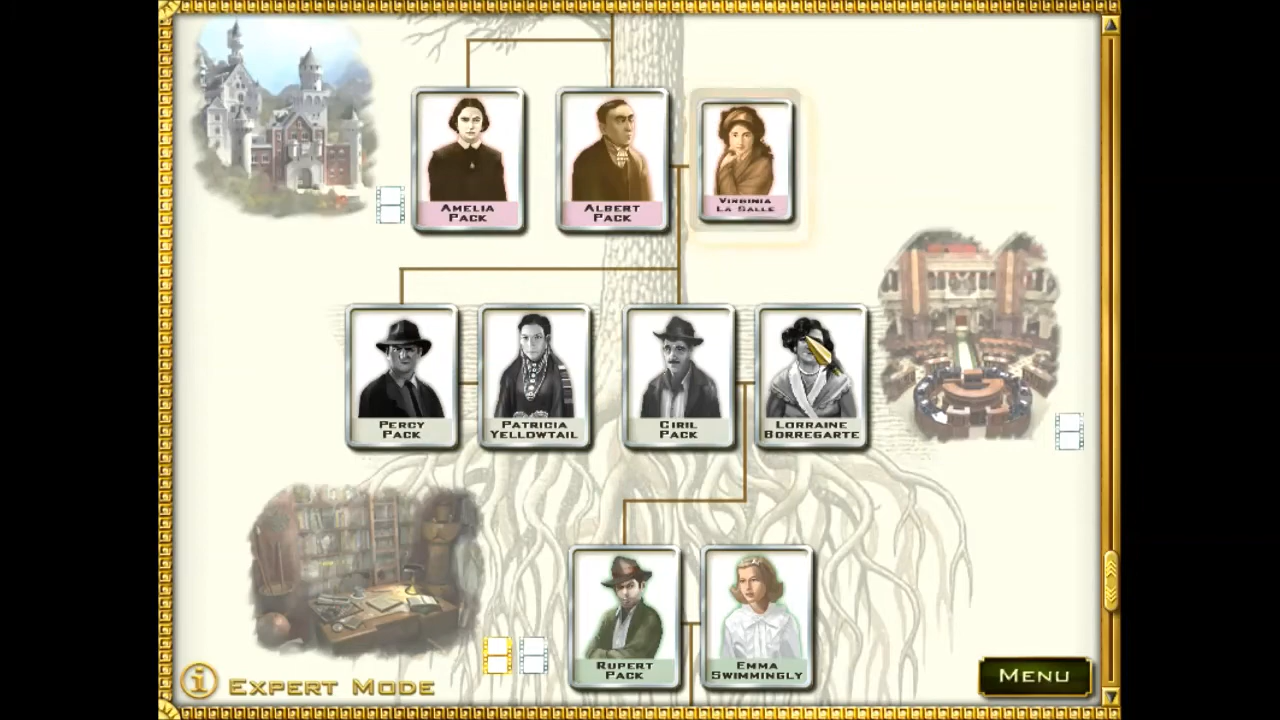 AMELIA
PACK
ALBERT
PACK
VIRGINIA
LA SALLE
PERCY
PACK
PATRICIA
YELLOWTAIL
CIRIL
PACK
LORRAINE
BORREGARTE
RUPERT
PACK
EMMA
SWIMMINGLY
i EXPERT MODE
MENU